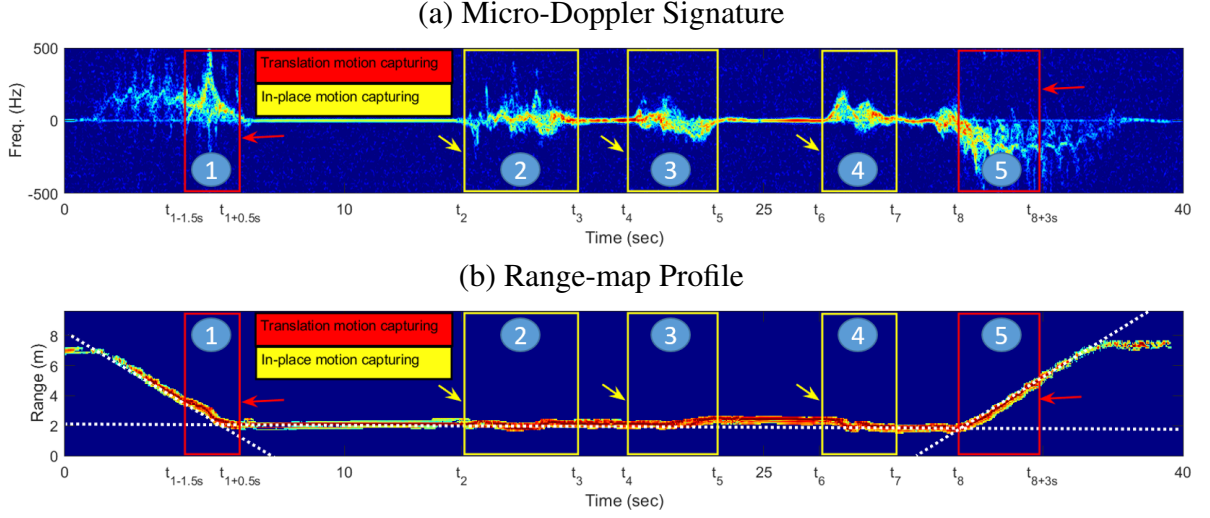 (a) Micro-Doppler Signature
500
0
-500
Freq. (Hz)
Translation motion capturing
In-place motion capturing
1
2
3
4
5
0
t1-1.5s
t1+0.5s
10
t2
t3
t4
t5
25
t6
t7
t8
t8+3s
40
Time (sec)
(b) Range-map Profile
8
6
4
2
0
Range (m)
Translation motion capturing
In-place motion capturing
1
2
3
4
5
0
t1-1.5s
t1+0.5s
10
t2
t3
t4
t5
25
t6
t7
t8
t8+3s
40
Time (sec)